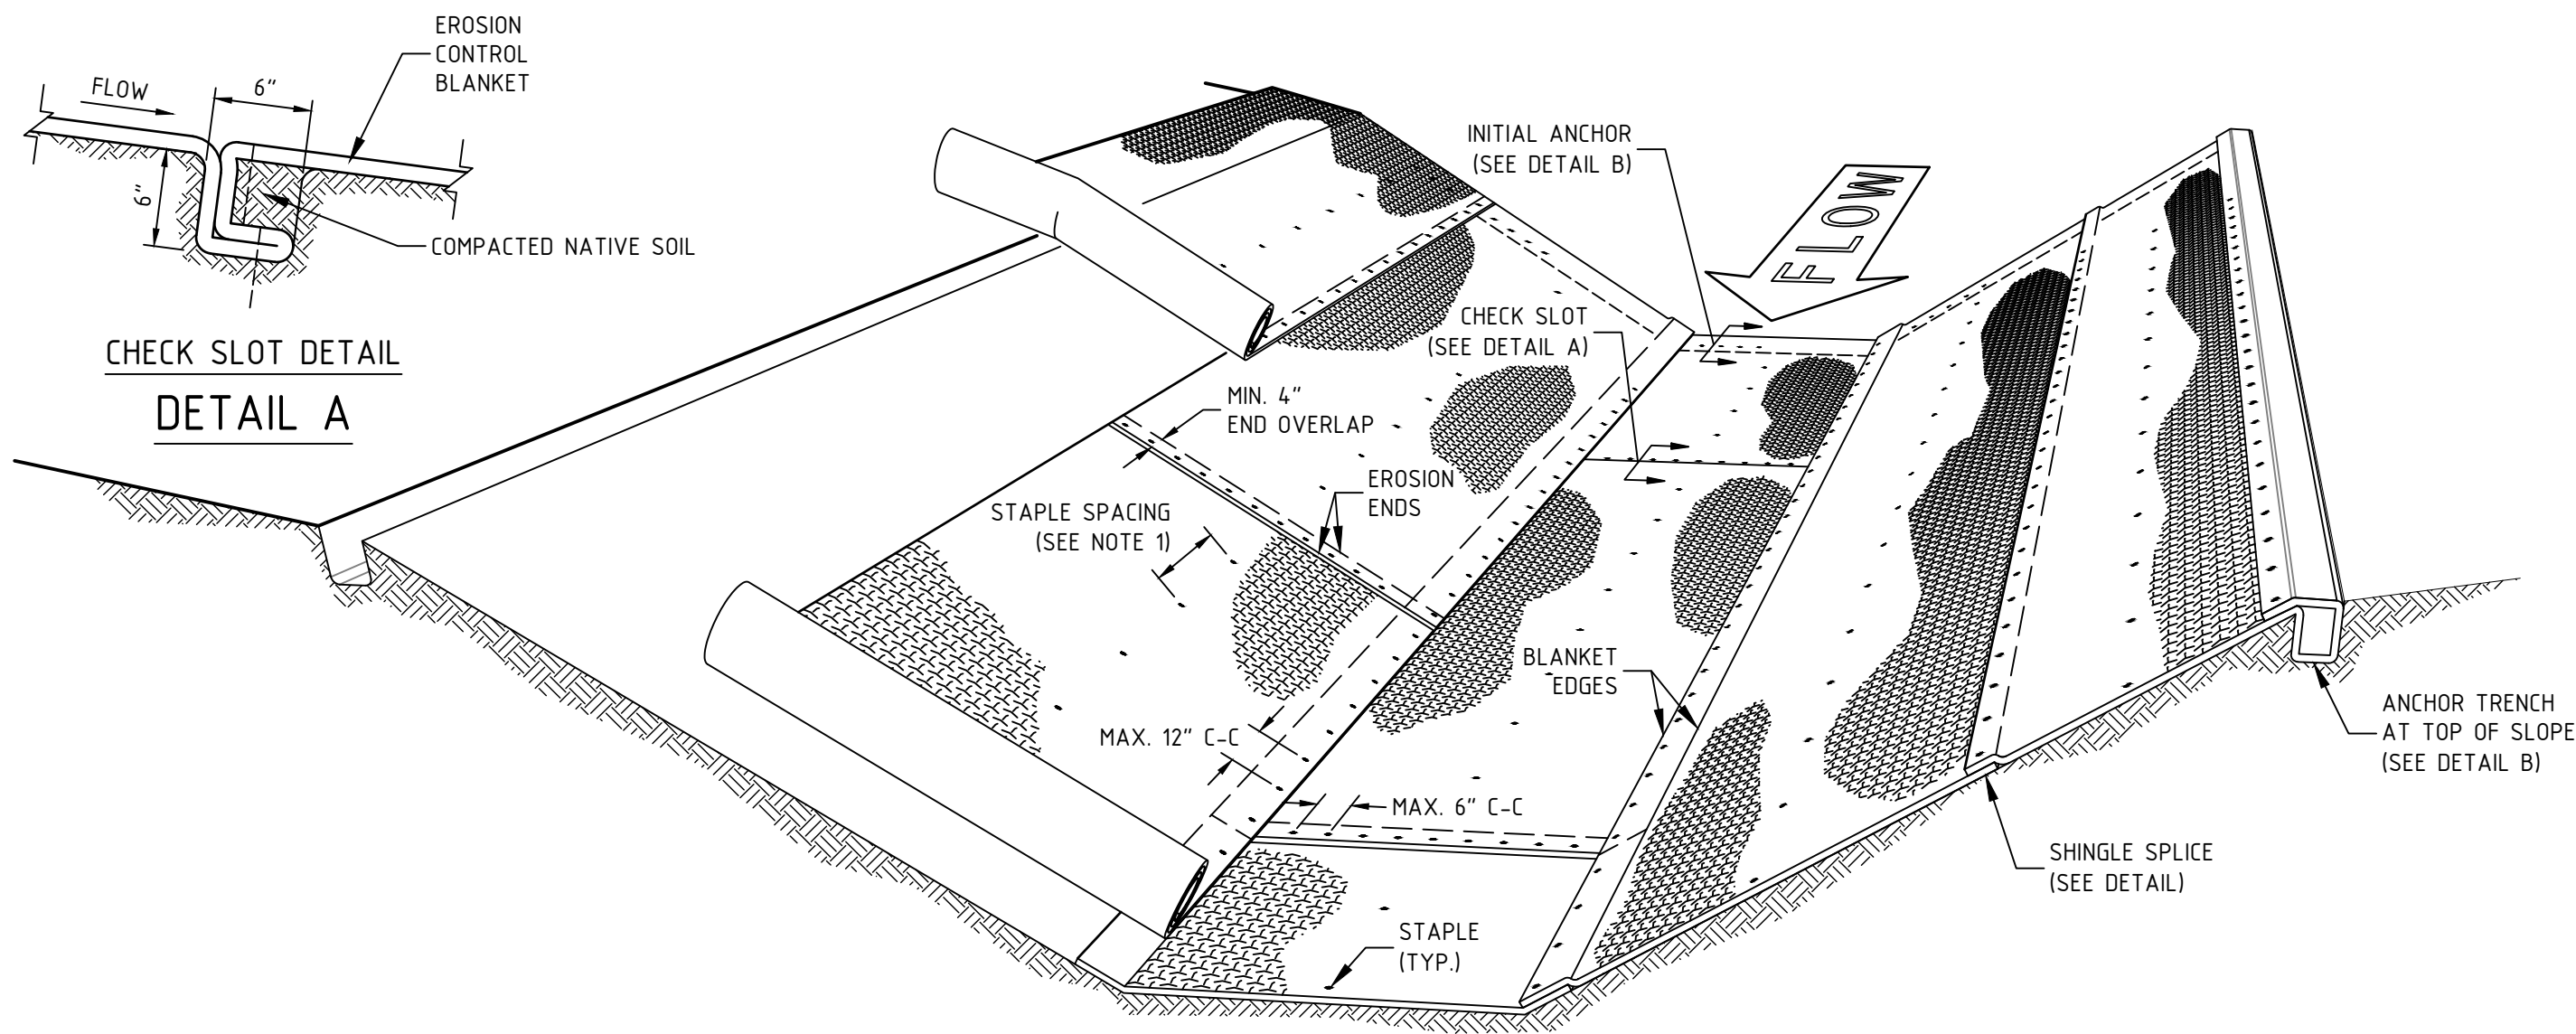 EROSION
CONTROL
BLANKET
FLOW
6"
6"
COMPACTED NATIVE SOIL
CHECK SLOT DETAIL
DETAIL A
INITIAL ANCHOR
(SEE DETAIL B)
FLOW
CHECK SLOT
(SEE DETAIL A)
MIN. 4"
END OVERLAP
EROSION
ENDS
STAPLE SPACING
(SEE NOTE 1)
BLANKET
EDGES
MAX. 12" C-C
MAX. 6" C-C
ANCHOR TRENCH
AT TOP OF SLOPE
(SEE DETAIL B)
SHINGLE SPLICE
(SEE DETAIL)
STAPLE
(TYP.)